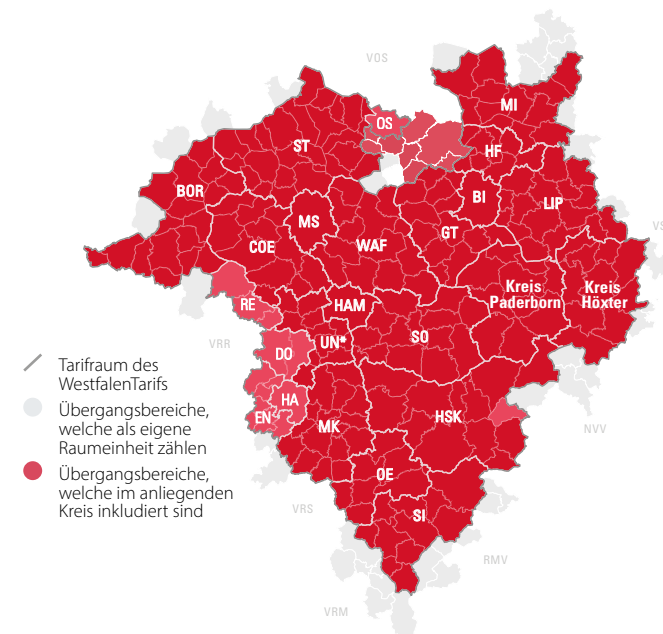 VOS
MI
OS
ST
HF
BOR
BI
LIP
MS
COE
GT
WAF
Kreis
Paderborn
Kreis
Höxter
RE
HAM
VRR
UN*
SO
DO
Tarifraum des
WestfalenTarifs
Übergangsbereiche,
welche als eigene
Raumeinheit zählen
HA
EN
MK
HSK
NVV
Übergangsbereiche,
welche im anliegenden
Kreis inkludiert sind
OE
VRS
SI
RMV
VRM